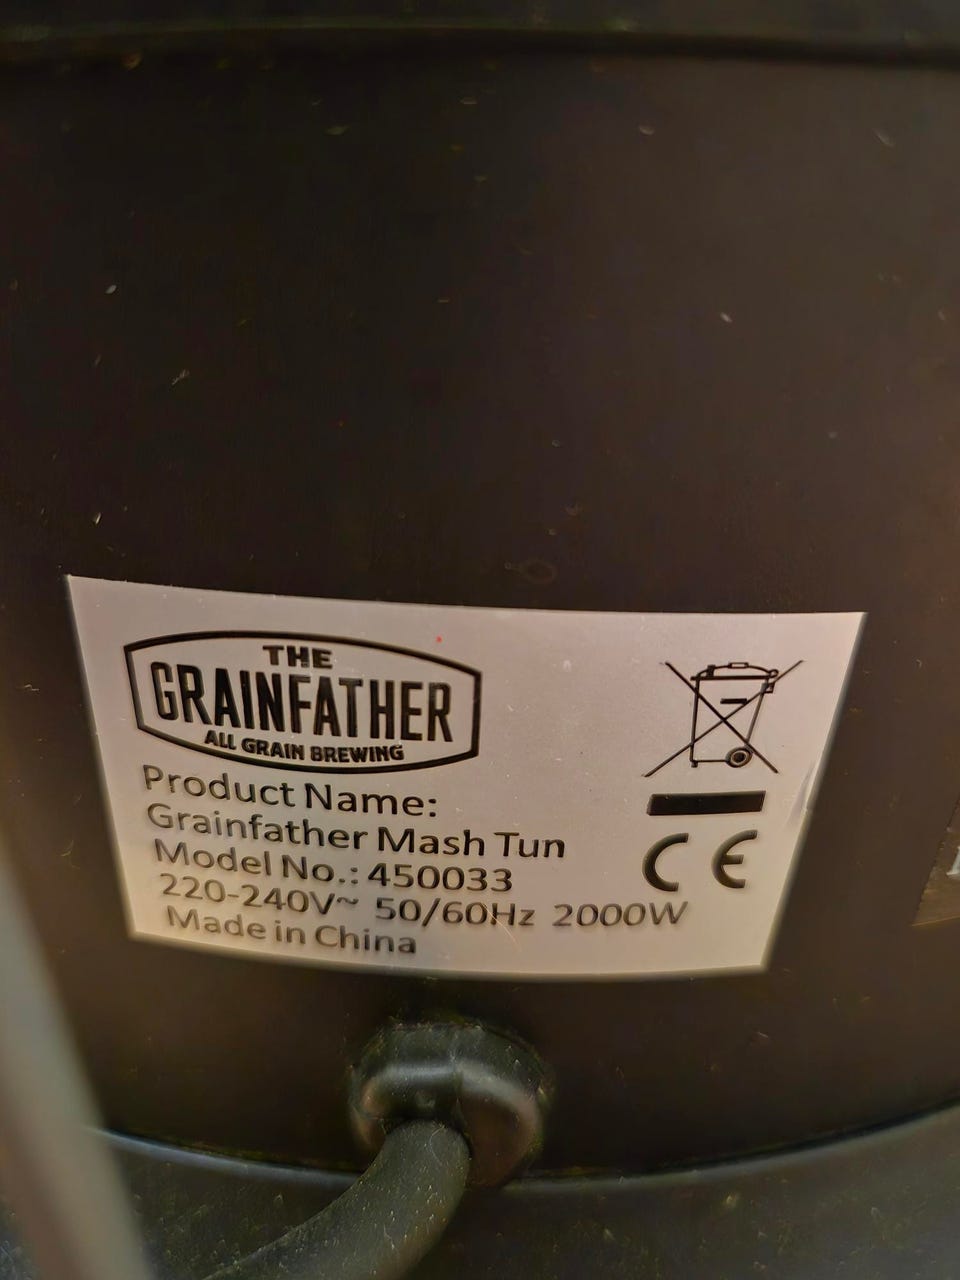 THE
GRAINFATHER
ALL GRAIN BREWING
Product Name:
Grainfather Mash Tun
Model No.: 450033
220-240V~ 50/60Hz 2000W
Made in China
CE